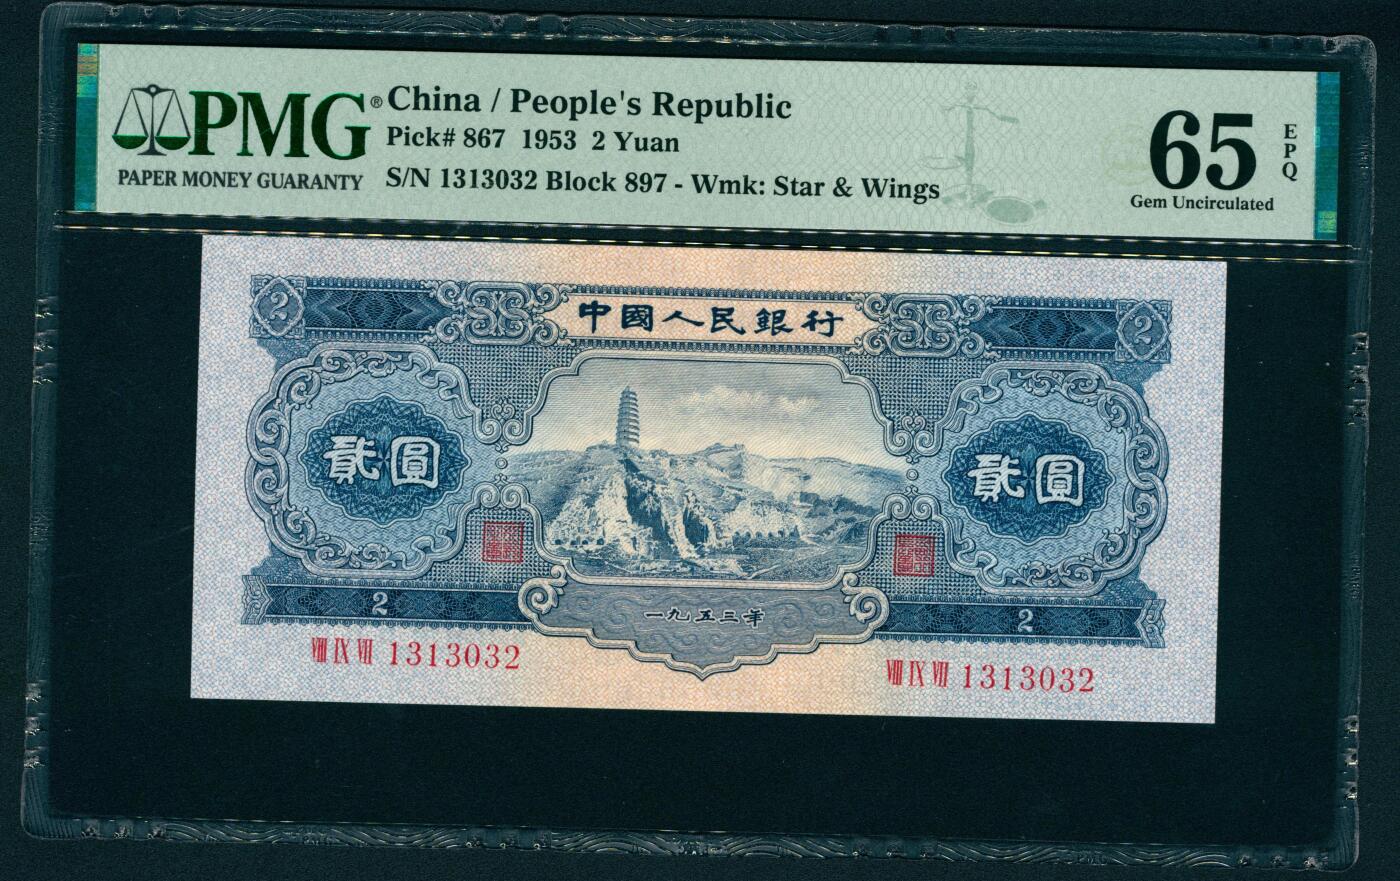 PMG®
PAPER MONEY GUARANTY
China / People's Republic
Pick# 867 1953 2 Yuan
S/N 1313032 Block 897 - Wmk: Star & Wings
65
EPQ
Gem Uncirculated
2
中國人民銀行
2
貳圓
貳圓
2
一九五三年
2
VIII IX VII 1313032
VIII IX VII 1313032